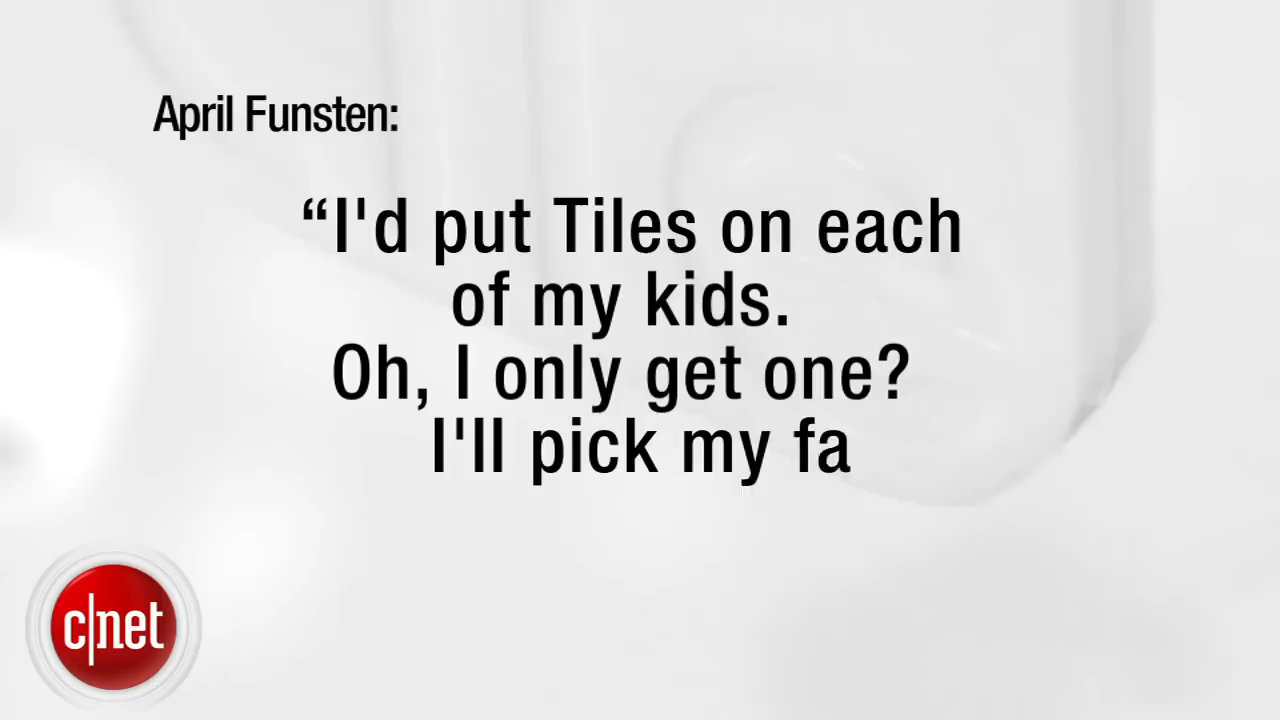 April Funsten:
“I'd put Tiles on each
of my kids.
Oh, I only get one?
I'll pick my fa
c|net